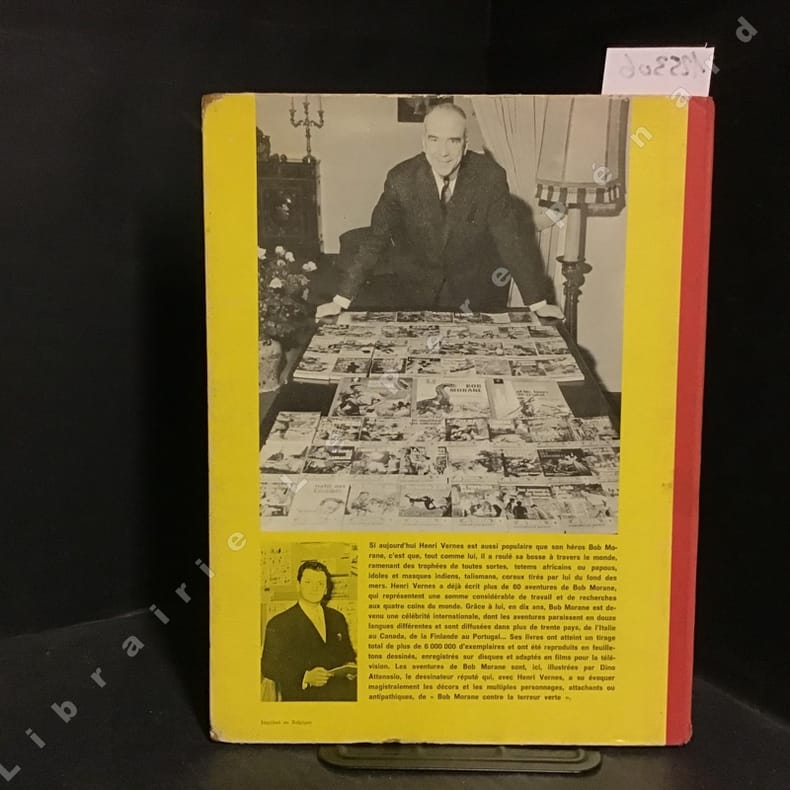 BOB
MORANE
Si aujourd'hui Henri Vernes est aussi populaire que son héros Bob Mo-
rane, c'est que, tout comme lui, il a roulé sa bosse à travers le monde,
ramenant des trophées de toutes sortes, totems africains ou papous,
idoles et masques indiens, talismans, coraux tirés par lui du fond des
mers. Henri Vernes a déjà écrit plus de 60 aventures de Bob Morane,
qui représentent une somme considérable de travail et de recherches
aux quatre coins du monde. Grâce à lui, en dix ans, Bob Morane est de-
venu une célébrité internationale, dont les aventures paraissent en douze
langues différentes et sont diffusées dans plus de trente pays, de l'Italie
au Canada, de la Finlande au Portugal... Ses livres ont atteint un tirage
total de plus de 6 000 000 d'exemplaires et ont été reproduits en feuille-
tons dessinés, enregistrés sur disques et adaptés en films pour la télé-
vision. Les aventures de Bob Morane sont, ici, illustrées par Dino
Attanasio, le dessinateur réputé qui, avec Henri Vernes, a su évoquer
magistralement les décors et les multiples personnages, attachants ou
antipathiques, de « Bob Morane contre la terreur verte ».
Imprimé en Belgique
Librairie Le Père Pénard